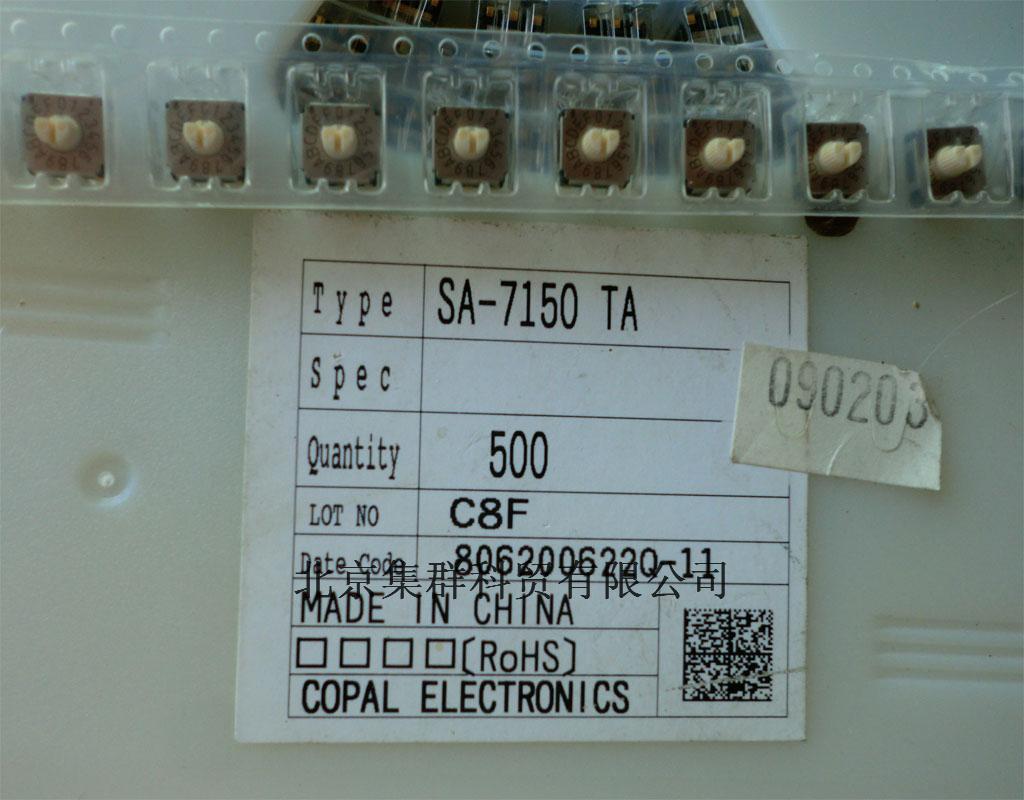 Type SA-7150 TA
Spec
090203
Quantity 500
LOT NO C8F
Date Code 806200622Q-11
北京集群科贸有限公司
MADE IN CHINA
□□□□(RoHS)
COPAL ELECTRONICS